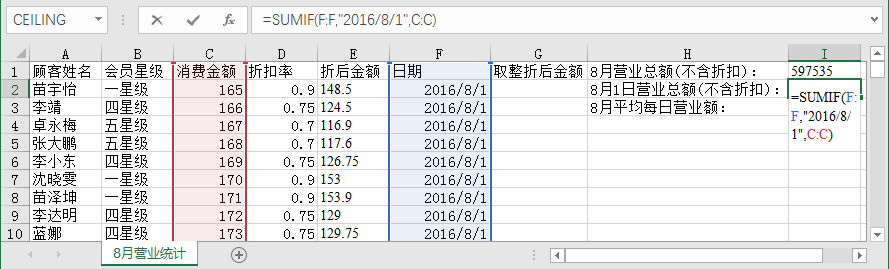 CEILING =SUMIF(F:F,"2016/8/1",C:C)
A B C D E F G H I
1 顾客姓名 会员星级 消费金额 折扣率 折后金额 日期 取整折后金额 8月营业总额(不含折扣): 597535
2 苗宇怡 一星级 165 0.9 148.5 2016/8/1 8月1日营业总额(不含折扣): =SUMIF(F:F,"2016/8/1",C:C)
3 李靖 四星级 166 0.75 124.5 2016/8/1 8月平均每日营业额:
4 卓永梅 五星级 167 0.7 116.9 2016/8/1
5 张大鹏 五星级 168 0.7 117.6 2016/8/1
6 李小东 四星级 169 0.75 126.75 2016/8/1
7 沈晓雯 一星级 170 0.9 153 2016/8/1
8 苗泽坤 一星级 171 0.9 153.9 2016/8/1
9 李达明 四星级 172 0.75 129 2016/8/1
10 蓝娜 四星级 173 0.75 129.75 2016/8/1
8月营业统计